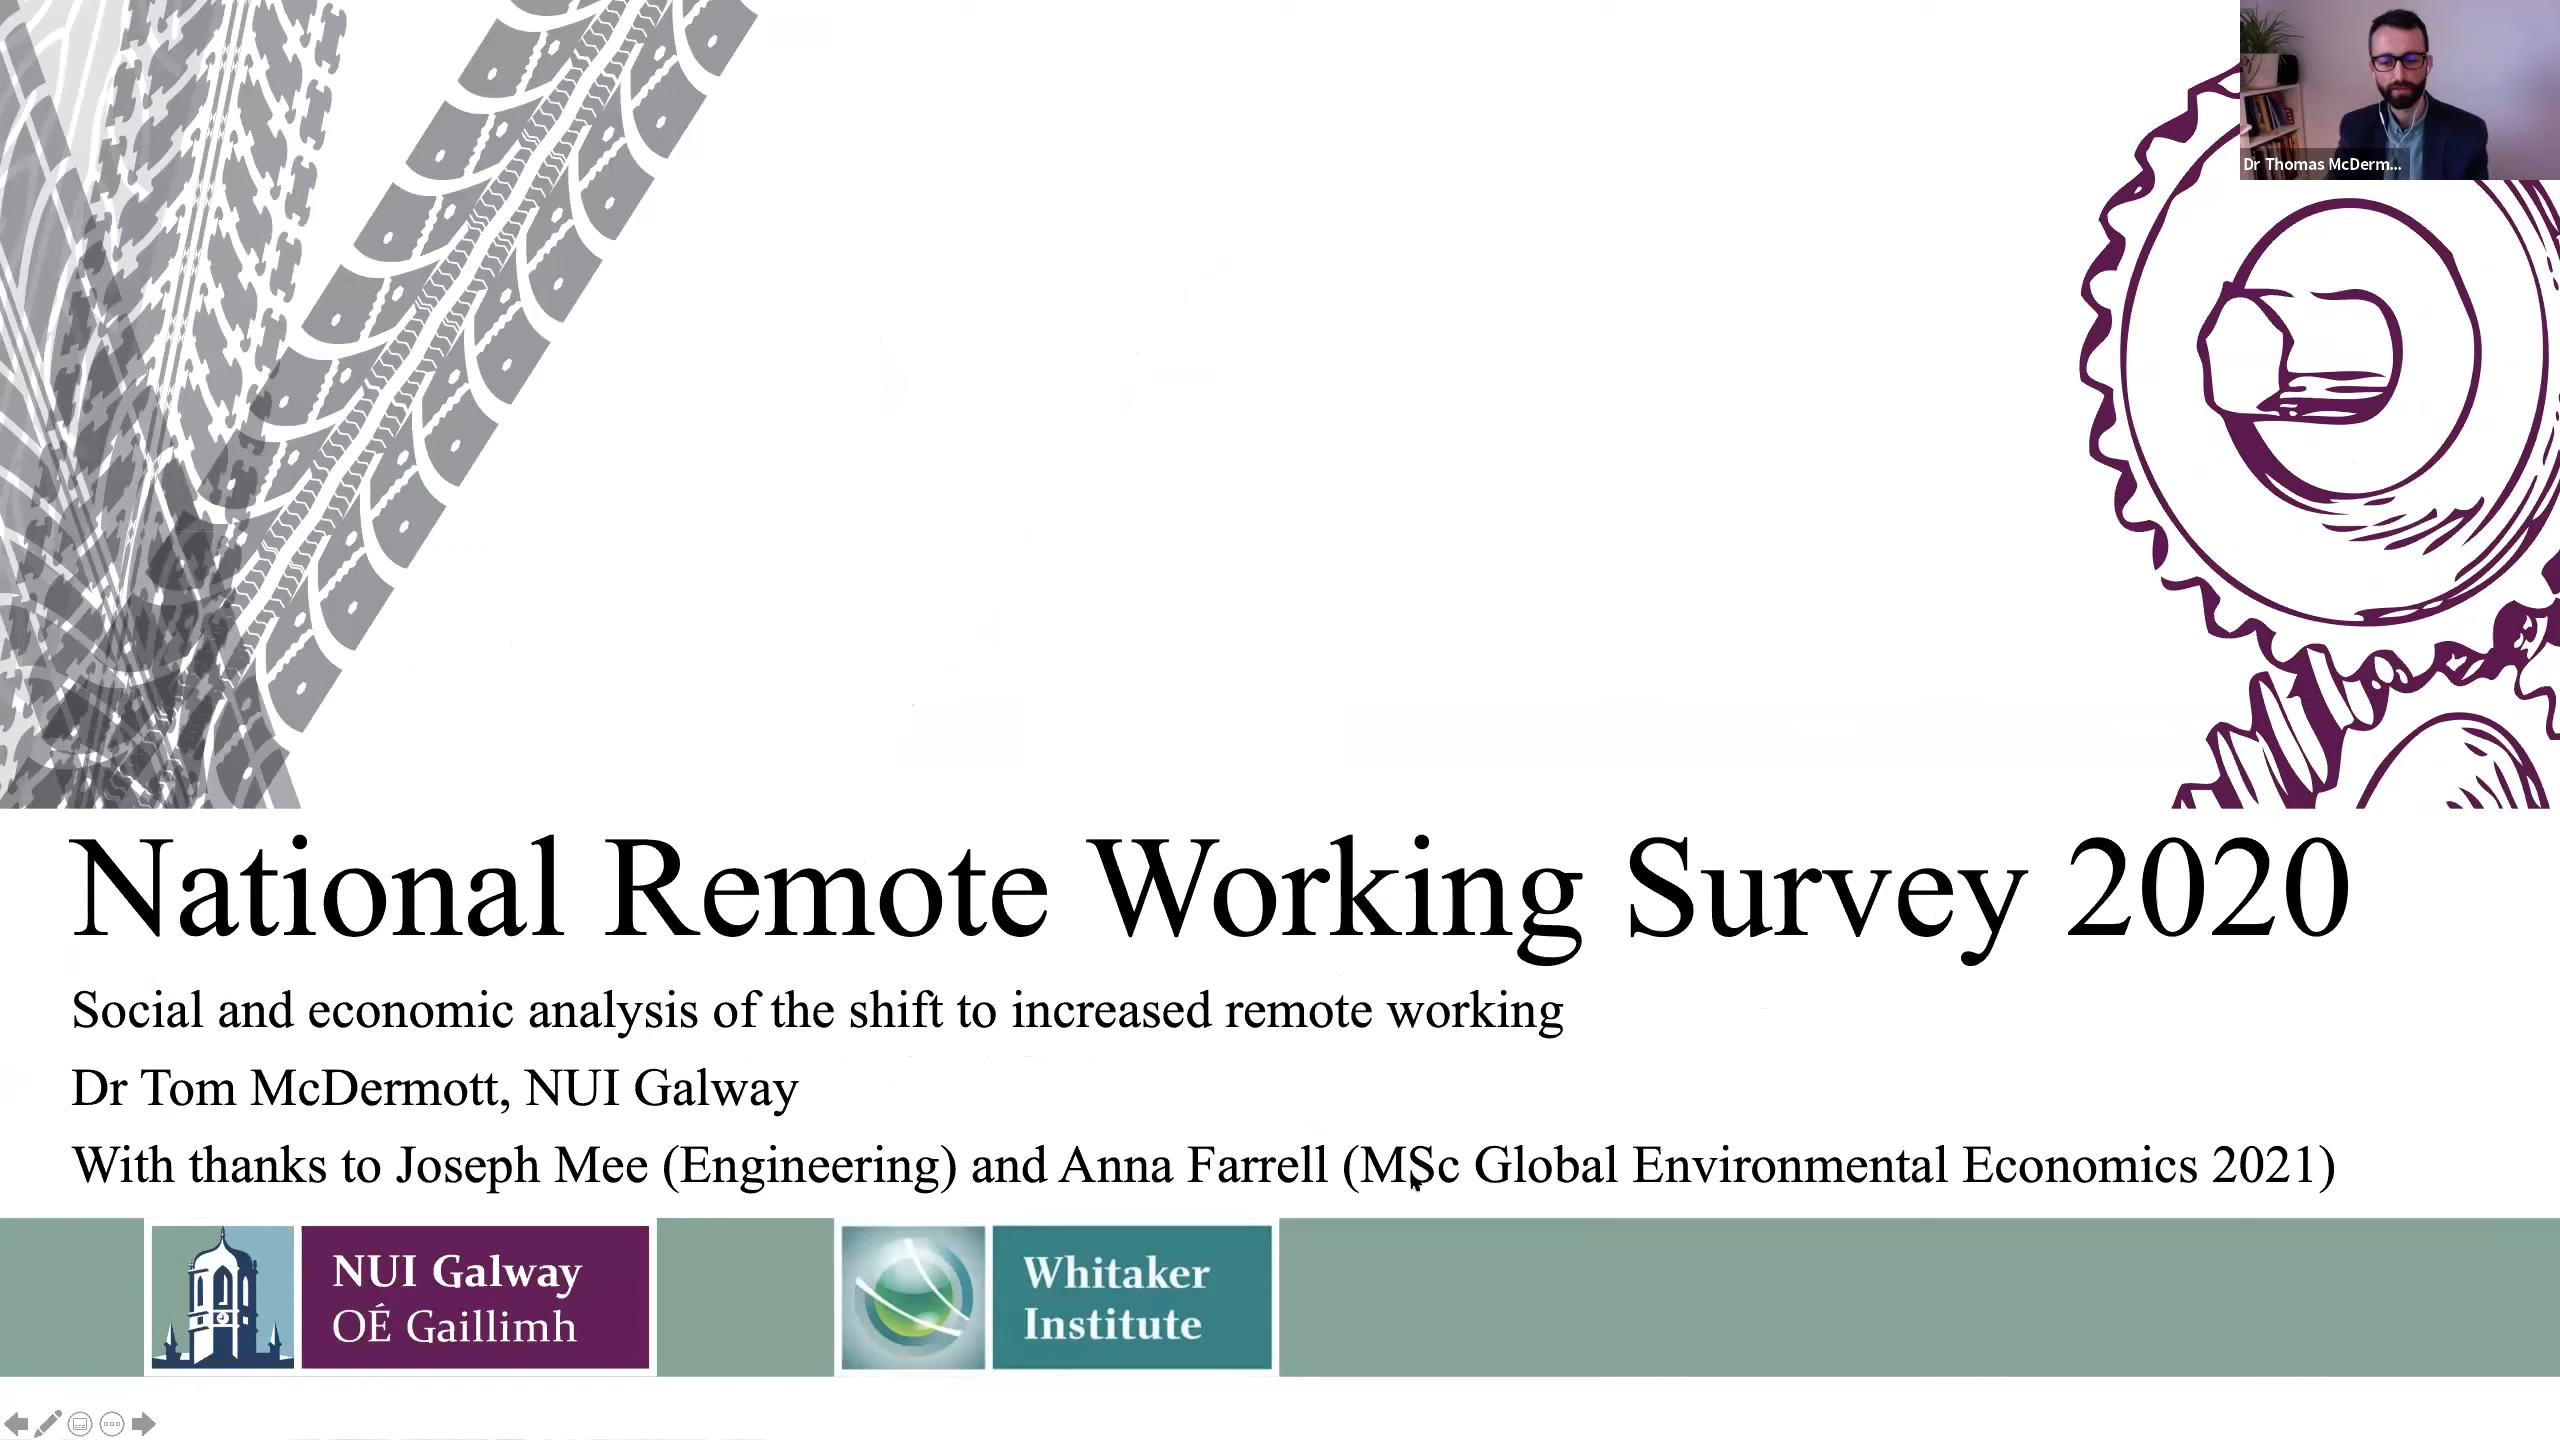 Dr Thomas McDerm...
National Remote Working Survey 2020
Social and economic analysis of the shift to increased remote working
Dr Tom McDermott, NUI Galway
With thanks to Joseph Mee (Engineering) and Anna Farrell (MSc Global Environmental Economics 2021)
NUI Galway
OÉ Gaillimh
Whitaker
Institute